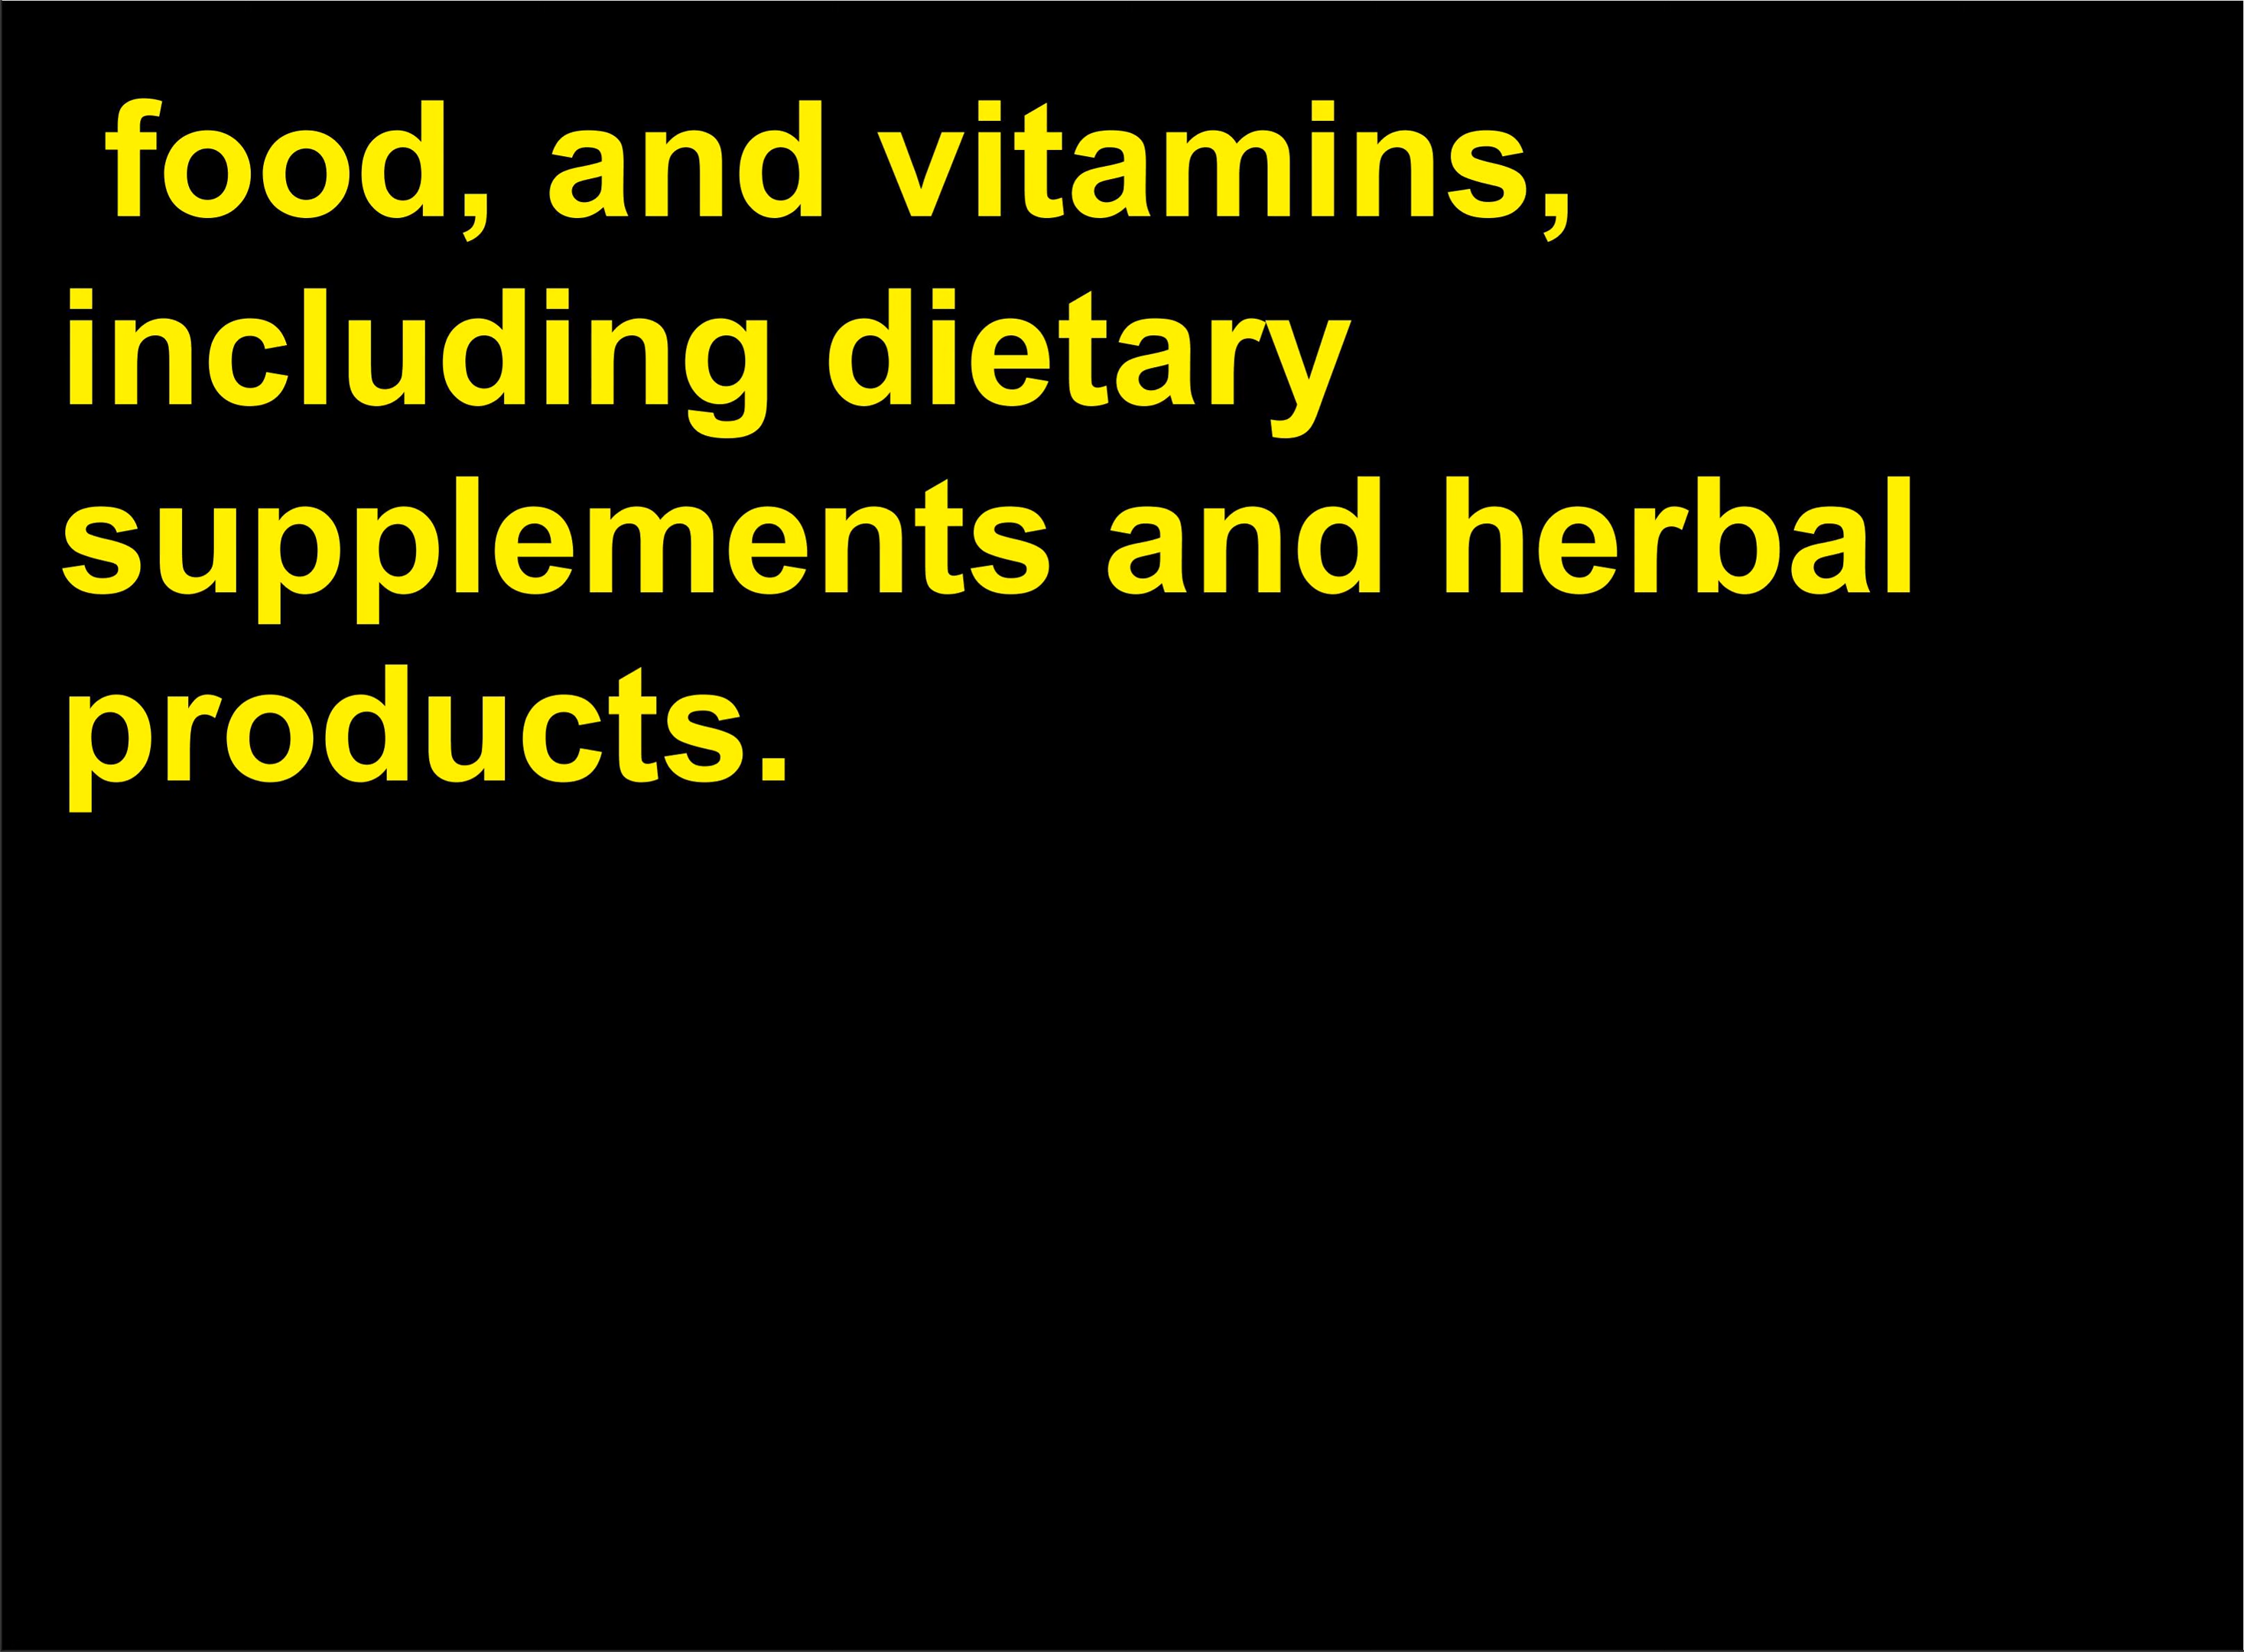 food, and vitamins,
including dietary
supplements and herbal
products.